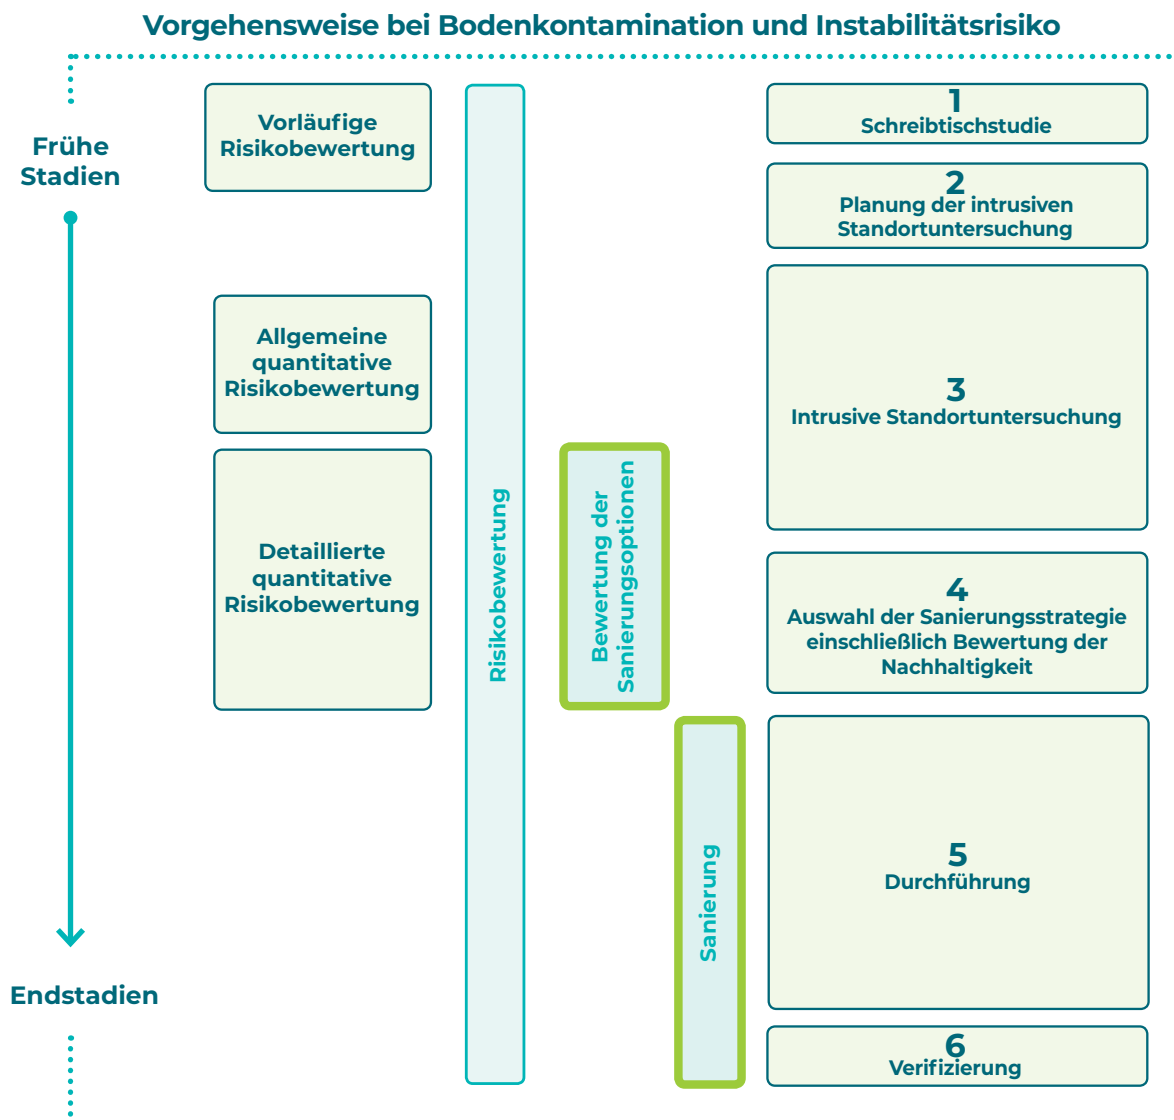 Vorgehensweise bei Bodenkontamination und Instabilitätsrisiko
Frühe
Stadien
Endstadien
Vorläufige
Risikobewertung
Allgemeine
quantitative
Risikobewertung
Detaillierte
quantitative
Risikobewertung
Risikobewertung
Bewertung der
Sanierungsoptionen
Sanierung
1
Schreibtischstudie
2
Planung der intrusiven
Standortuntersuchung
3
Intrusive Standortuntersuchung
4
Auswahl der Sanierungsstrategie
einschließlich Bewertung der
Nachhaltigkeit
5
Durchführung
6
Verifizierung